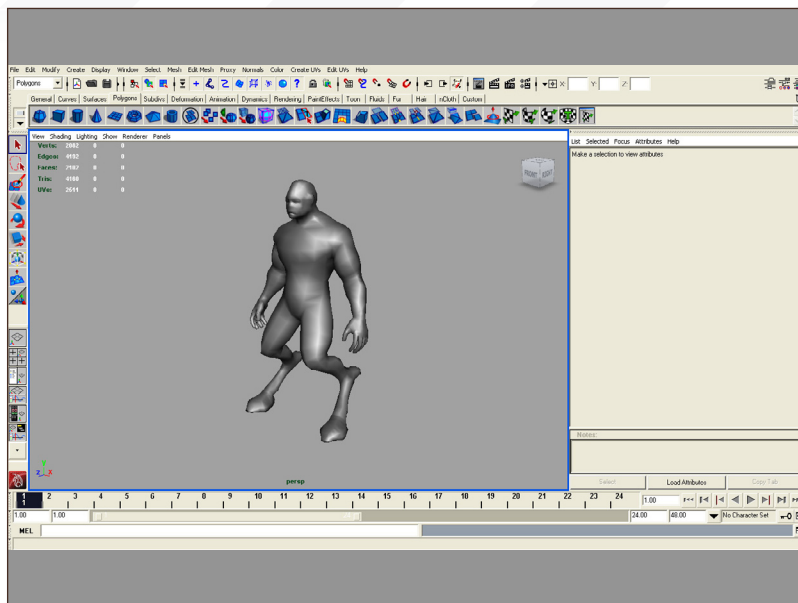 File Edit Modify Create Display Window Select Mesh Edit Mesh Proxy Normals Color Create UVs Edit UVs Help
Polygons X: Y: Z:
General Curves Surfaces Polygons Subdivs Deformation Animation Dynamics Rendering PaintEffects Toon Fluids Fur Hair nCloth Custom
View Shading Lighting Show Renderer Panels
List Selected Focus Attributes Help
Verts: 2082 0 0
Make a selection to view attributes
Edges: 4192 0 0
Faces: 2102 0 0
Tris: 4160 0 0
UVs: 2611 0 0
FRONT RIGHT
Notes:
persp
Select Load Attributes Copy Tab
1 2 3 4 5 6 7 8 9 10 11 12 13 14 15 16 17 18 19 20 21 22 23 24
1 1.00
1.00 1.00 24.00 48.00 No Character Set
MEL